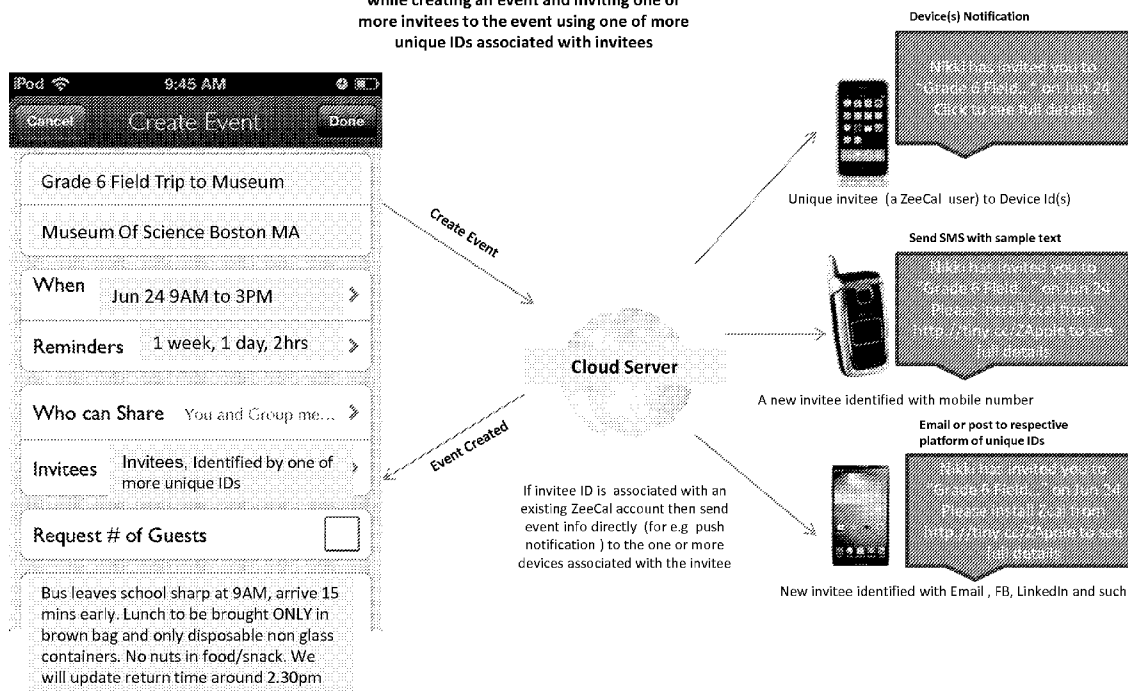 while creating an event and inviting one of
more invitees to the event using one of more
unique IDs associated with invitees
iPod 9:45 AM
Cancel Create Event Done
Grade 6 Field Trip to Museum
Museum Of Science Boston MA
When Jun 24 9AM to 3PM
Reminders 1 week, 1 day, 2hrs
Who can Share You and Group me...
Invitees Invitees, Identified by one of
more unique IDs
Request # of Guests
Bus leaves school sharp at 9AM, arrive 15
mins early. Lunch to be brought ONLY in
brown bag and only disposable non glass
containers. No nuts in food/snack. We
will update return time around 2.30pm
Create Event
Cloud Server
Event Created
If invitee ID is associated with an
existing ZeeCal account then send
event info directly (for e.g push
notification ) to the one or more
devices associated with the invitee
Device(s) Notification
Nikki has invited you to
"Grade 6 Field..." on Jun 24
Click to see full details
Unique invitee (a ZeeCal user) to Device Id(s)
Send SMS with sample text
Nikki has invited you to
"Grade 6 Field..." on Jun 24
Please install Zcal from
to see
full details
A new invitee identified with mobile number
Email or post to respective
platform of unique IDs
Nikki has invited you to
"Grade 6 Field..." on Jun 24
Please install Zcal from
to see
full details
New invitee identified with Email , FB, LinkedIn and such